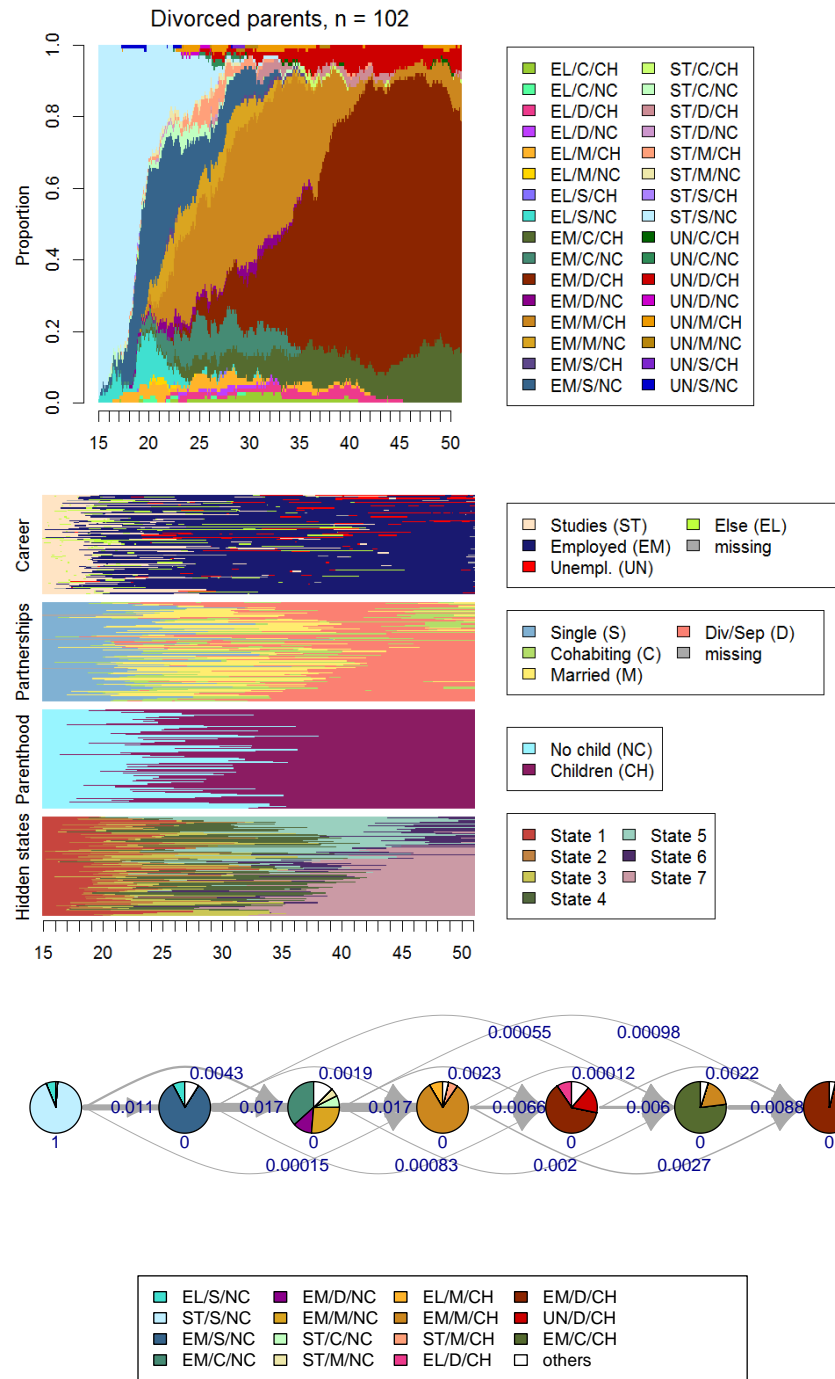 Divorced parents, n = 102
Proportion
1.0
0.8
0.6
0.4
0.2
0.0
15 20 25 30 35 40 45 50
EL/C/CH ST/C/CH
EL/C/NC ST/C/NC
EL/D/CH ST/D/CH
EL/D/NC ST/D/NC
EL/M/CH ST/M/CH
EL/M/NC ST/M/NC
EL/S/CH ST/S/CH
EL/S/NC ST/S/NC
EM/C/CH UN/C/CH
EM/C/NC UN/C/NC
EM/D/CH UN/D/CH
EM/D/NC UN/D/NC
EM/M/CH UN/M/CH
EM/M/NC UN/M/NC
EM/S/CH UN/S/CH
EM/S/NC UN/S/NC
Career
Studies (ST) Else (EL)
Employed (EM) missing
Unempl. (UN)
Partnerships
Single (S) Div/Sep (D)
Cohabiting (C) missing
Married (M)
Parenthood
No child (NC)
Children (CH)
Hidden states
State 1 State 5
State 2 State 6
State 3 State 7
State 4
15 20 25 30 35 40 45 50
0.00055 0.00098
0.0043 0.0019 0.0023 0.00012 0.0022
0.011 0.017 0.017 0.0066 0.006 0.0088
1 0 0 0 0 0 0
0.00015 0.00083 0.002 0.0027
EL/S/NC EM/D/NC EL/M/CH EM/D/CH
ST/S/NC EM/M/NC EM/M/CH UN/D/CH
EM/S/NC ST/C/NC ST/M/CH EM/C/CH
EM/C/NC ST/M/NC EL/D/CH others